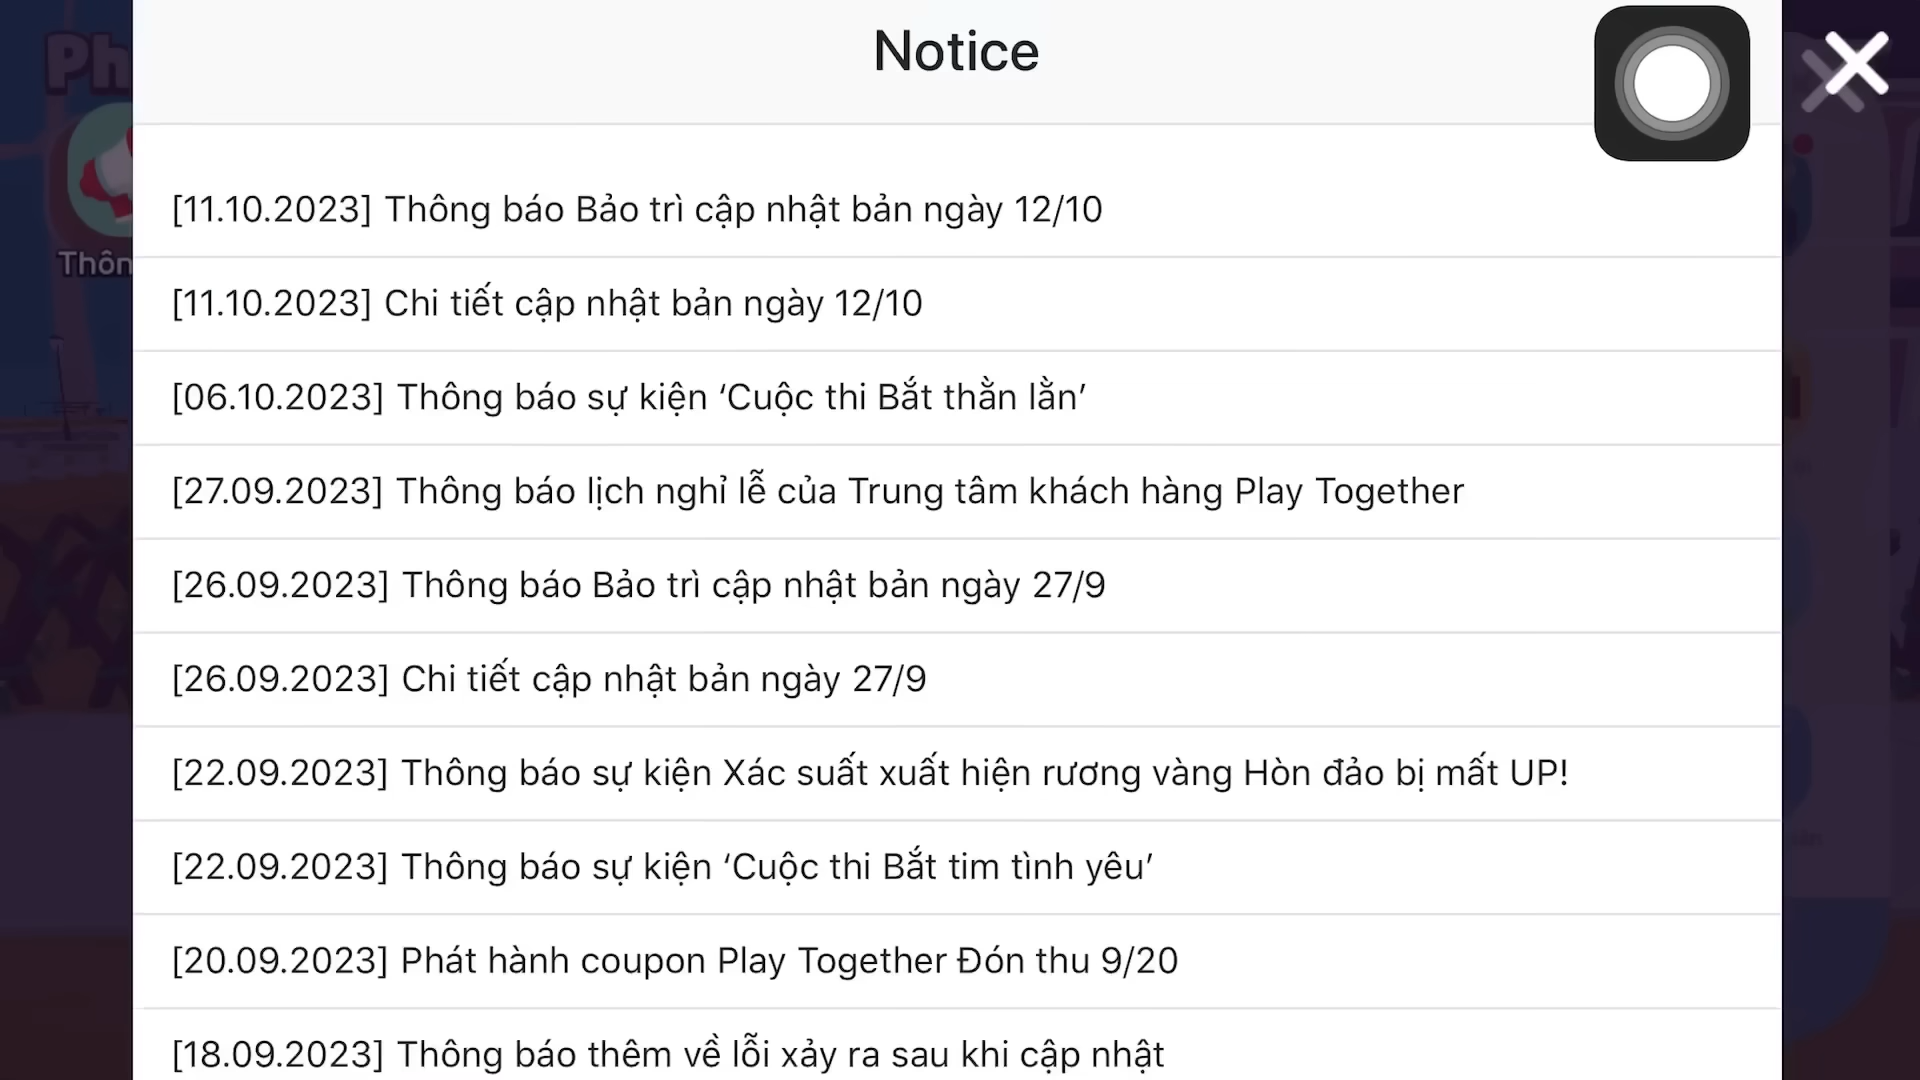 Notice
Ph
Thôn
[11.10.2023] Thông báo Bảo trì cập nhật bản ngày 12/10
[11.10.2023] Chi tiết cập nhật bản ngày 12/10
[06.10.2023] Thông báo sự kiện ‘Cuộc thi Bắt thằn lằn’
[27.09.2023] Thông báo lịch nghỉ lễ của Trung tâm khách hàng Play Together
[26.09.2023] Thông báo Bảo trì cập nhật bản ngày 27/9
[26.09.2023] Chi tiết cập nhật bản ngày 27/9
[22.09.2023] Thông báo sự kiện Xác suất xuất hiện rương vàng Hòn đảo bị mất UP!
[22.09.2023] Thông báo sự kiện ‘Cuộc thi Bắt tim tình yêu’
[20.09.2023] Phát hành coupon Play Together Đón thu 9/20
[18.09.2023] Thông báo thêm về lỗi xảy ra sau khi cập nhật